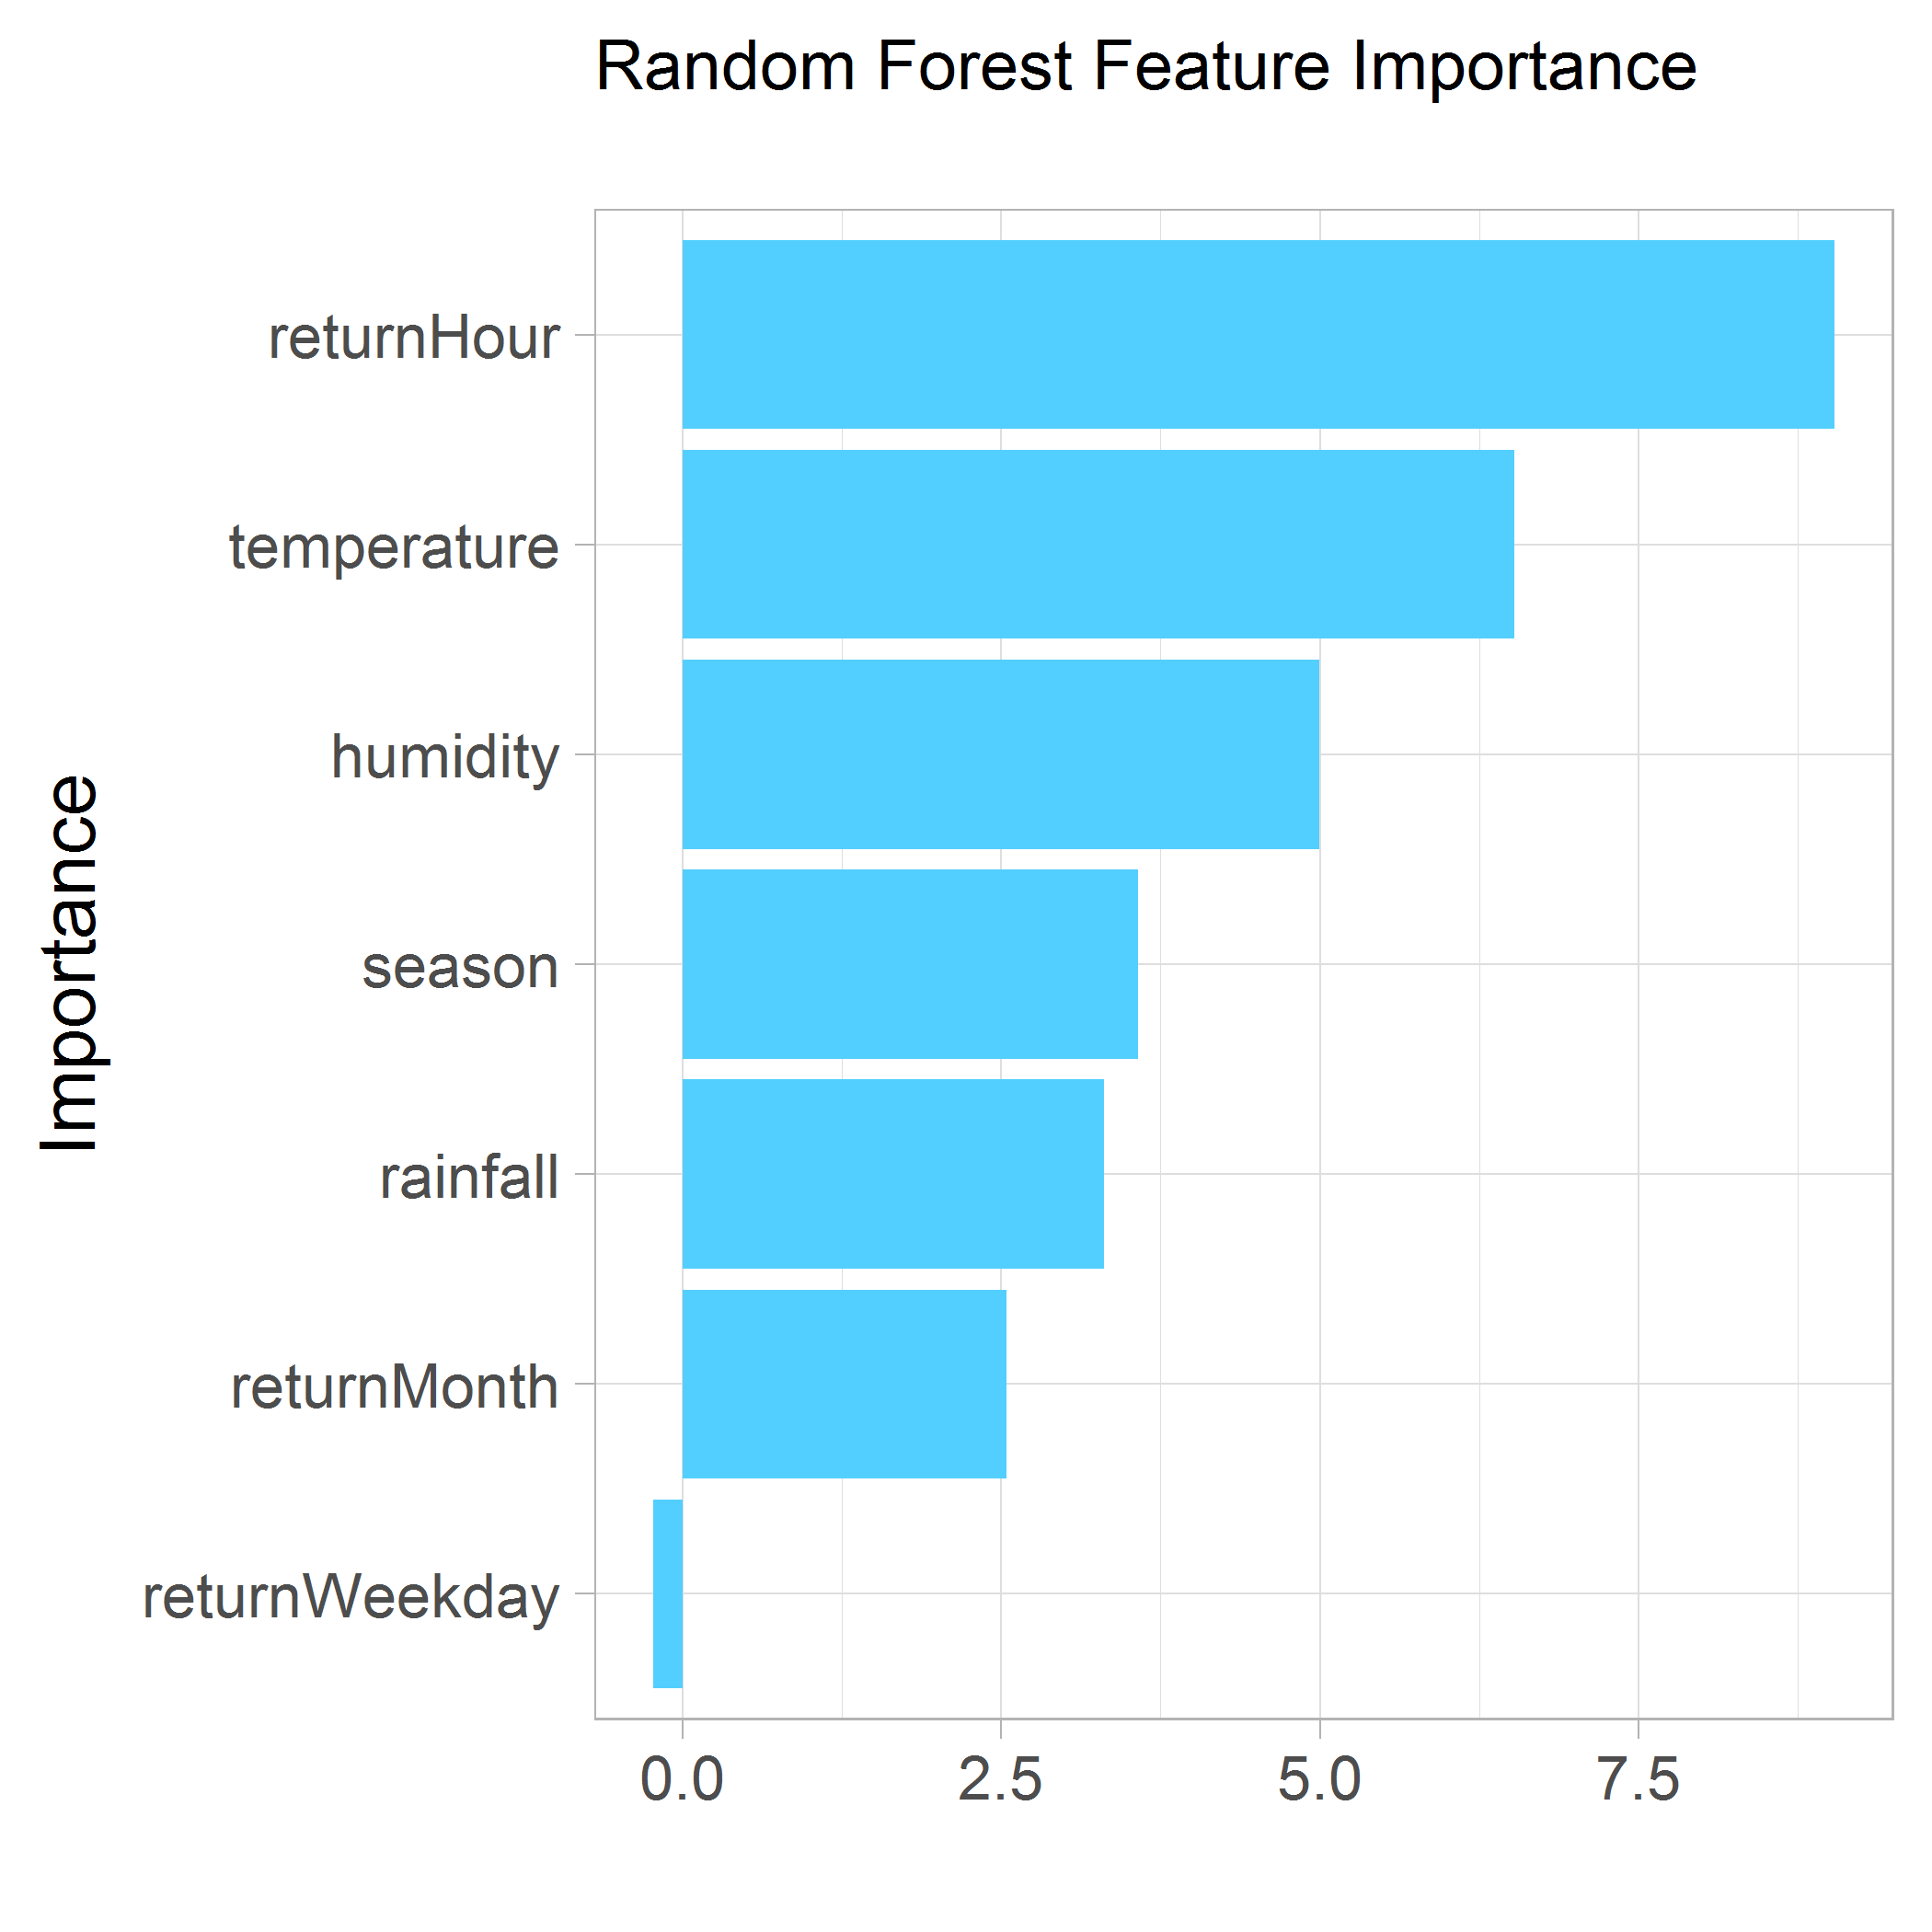 Random Forest Feature Importance
Importance
returnHour
temperature
humidity
season
rainfall
returnMonth
returnWeekday
0.0 2.5 5.0 7.5